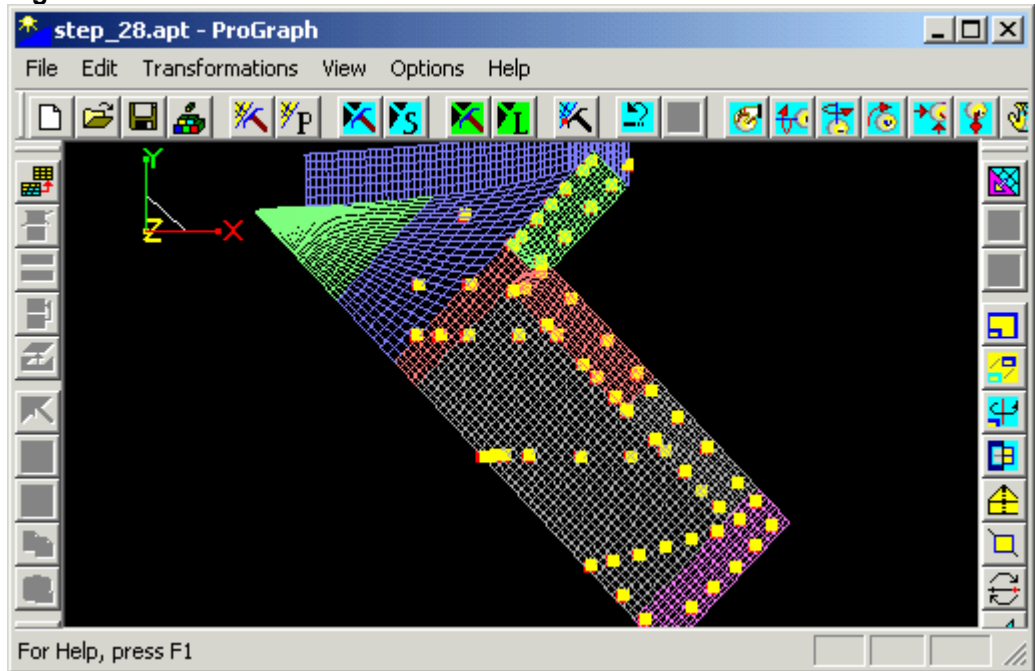 step_28.apt - ProGraph
File Edit Transformations View Options Help
P S L
Y
Z X
For Help, press F1